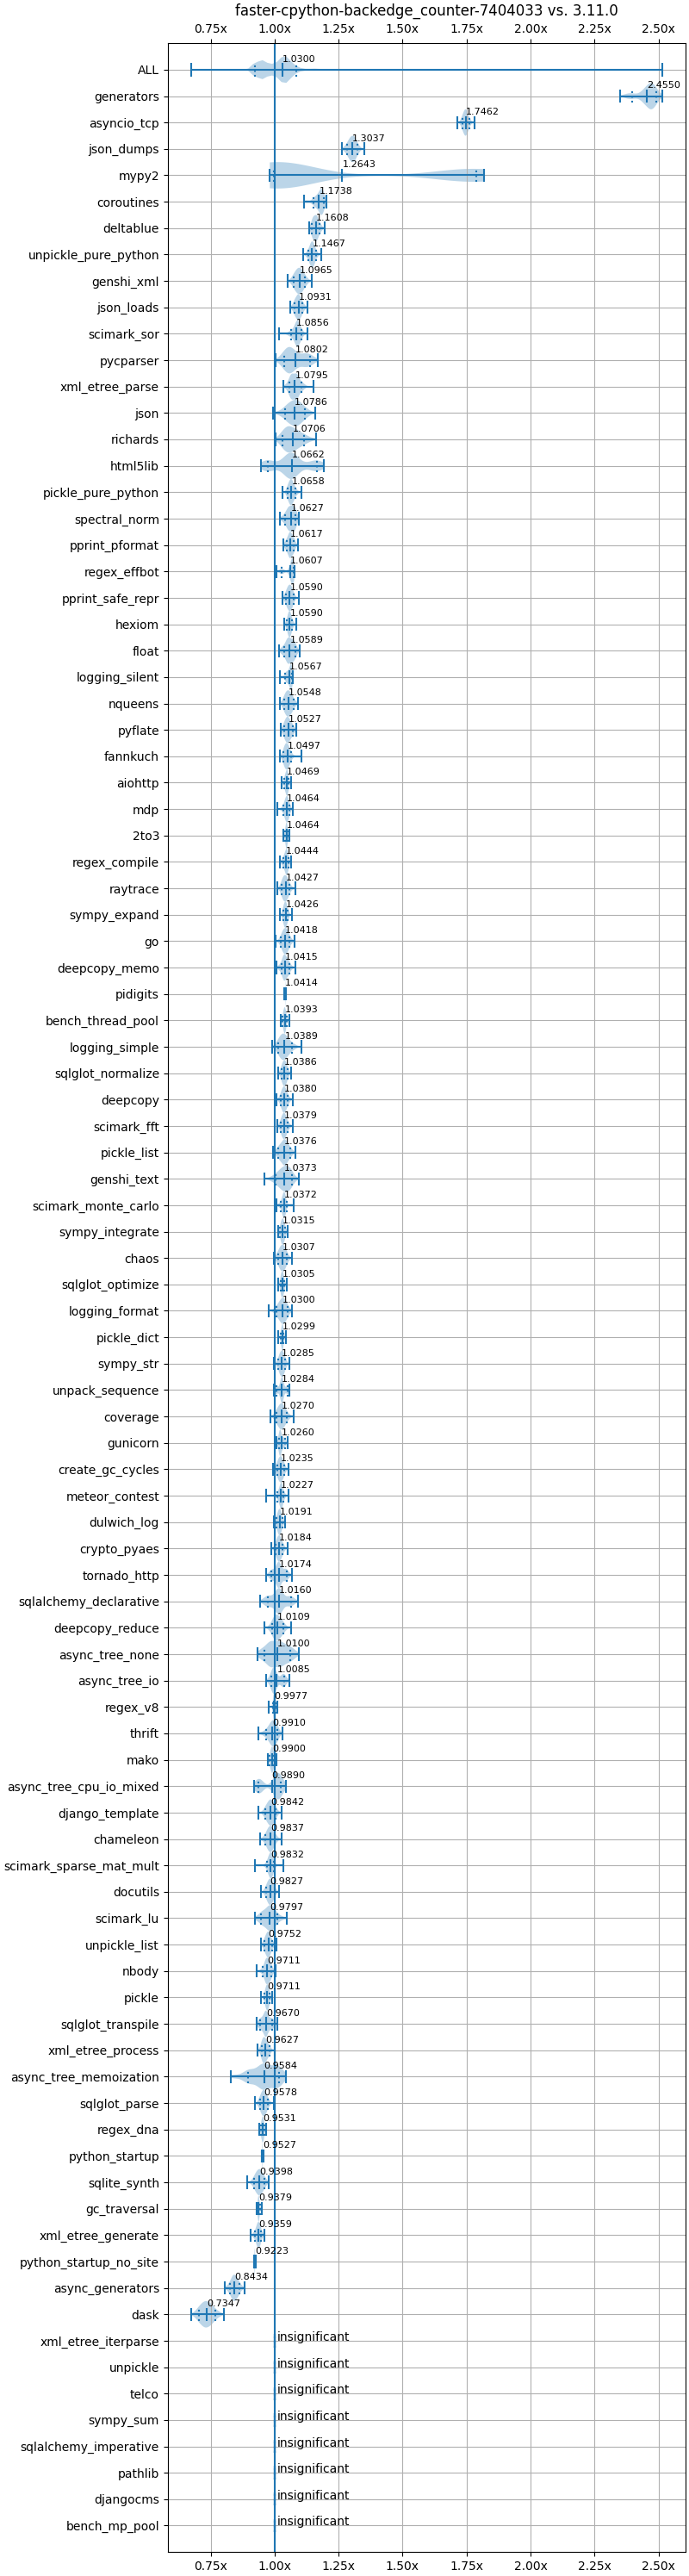 faster-cpython-backedge_counter-7404033 vs. 3.11.0
0.75x 1.00x 1.25x 1.50x 1.75x 2.00x 2.25x 2.50x
ALL 1.0300
generators 2.4550
asyncio_tcp 1.7462
json_dumps 1.3037
mypy2 1.2643
coroutines 1.1738
deltablue 1.1608
unpickle_pure_python 1.1467
genshi_xml 1.0965
json_loads 1.0931
scimark_sor 1.0856
pycparser 1.0802
xml_etree_parse 1.0795
json 1.0786
richards 1.0706
html5lib 1.0662
pickle_pure_python 1.0658
spectral_norm 1.0627
pprint_pformat 1.0617
regex_effbot 1.0607
pprint_safe_repr 1.0590
hexiom 1.0590
float 1.0589
logging_silent 1.0567
nqueens 1.0548
pyflate 1.0527
fannkuch 1.0497
aiohttp 1.0469
mdp 1.0464
2to3 1.0464
regex_compile 1.0444
raytrace 1.0427
sympy_expand 1.0426
go 1.0418
deepcopy_memo 1.0415
pidigits 1.0414
bench_thread_pool 1.0393
logging_simple 1.0389
sqlglot_normalize 1.0386
deepcopy 1.0380
scimark_fft 1.0379
pickle_list 1.0376
genshi_text 1.0373
scimark_monte_carlo 1.0372
sympy_integrate 1.0315
chaos 1.0307
sqlglot_optimize 1.0305
logging_format 1.0300
pickle_dict 1.0299
sympy_str 1.0285
unpack_sequence 1.0284
coverage 1.0270
gunicorn 1.0260
create_gc_cycles 1.0235
meteor_contest 1.0227
dulwich_log 1.0191
crypto_pyaes 1.0184
tornado_http 1.0174
sqlalchemy_declarative 1.0160
deepcopy_reduce 1.0109
async_tree_none 1.0100
async_tree_io 1.0085
regex_v8 0.9977
thrift 0.9910
mako 0.9900
async_tree_cpu_io_mixed 0.9890
django_template 0.9842
chameleon 0.9837
scimark_sparse_mat_mult 0.9832
docutils 0.9827
scimark_lu 0.9797
unpickle_list 0.9752
nbody 0.9711
pickle 0.9711
sqlglot_transpile 0.9670
xml_etree_process 0.9627
async_tree_memoization 0.9584
sqlglot_parse 0.9578
regex_dna 0.9531
python_startup 0.9527
sqlite_synth 0.9398
gc_traversal 0.9379
xml_etree_generate 0.9359
python_startup_no_site 0.9223
async_generators 0.8434
dask 0.7347
xml_etree_iterparse insignificant
unpickle insignificant
telco insignificant
sympy_sum insignificant
sqlalchemy_imperative insignificant
pathlib insignificant
djangocms insignificant
bench_mp_pool insignificant
0.75x 1.00x 1.25x 1.50x 1.75x 2.00x 2.25x 2.50x